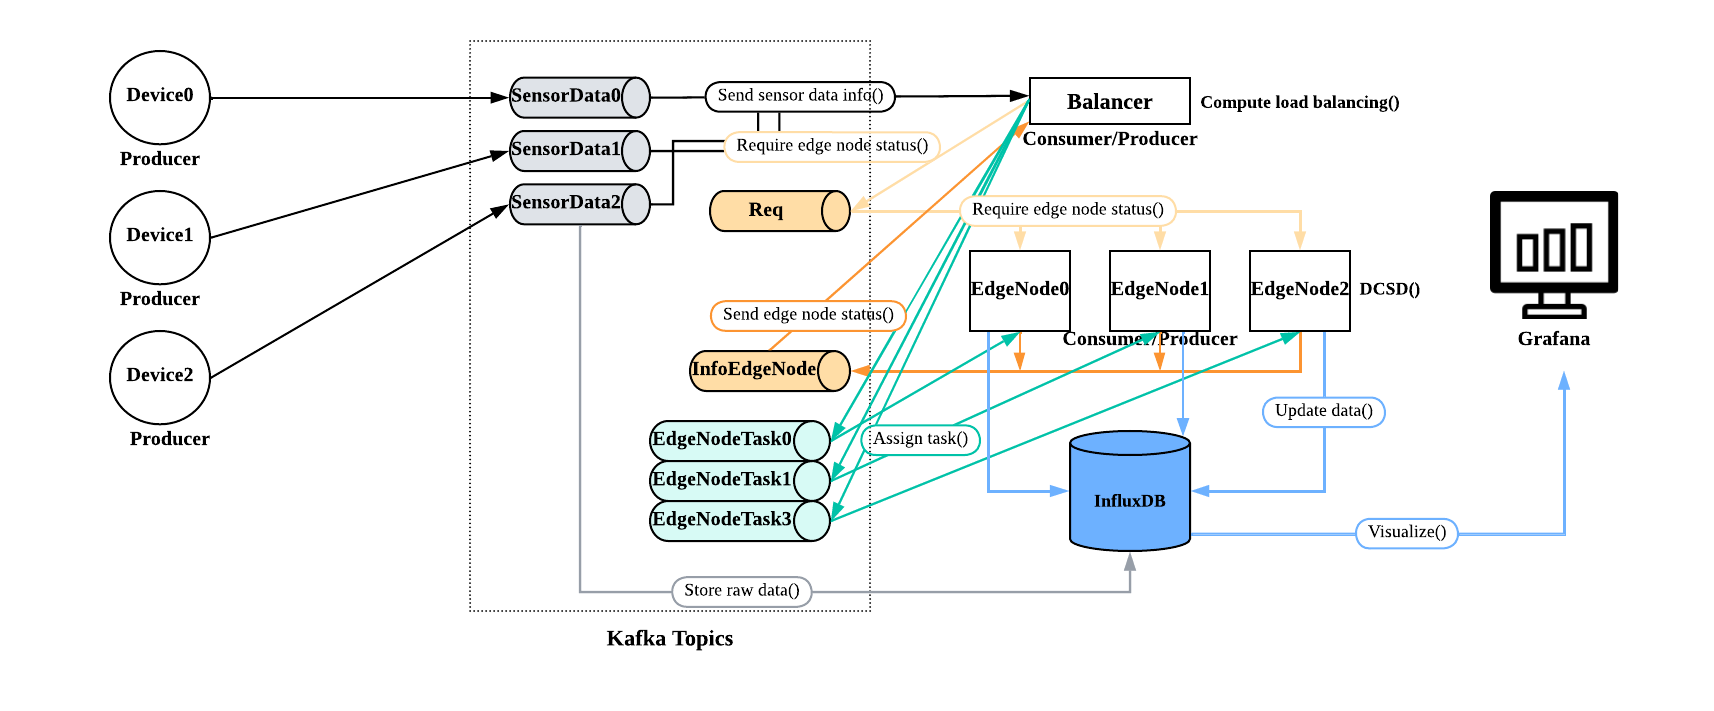 Device0
Producer
Device1
Producer
Device2
Producer
SensorData0
SensorData1
SensorData2
Send sensor data info()
Require edge node status()
Req
Send edge node status()
InfoEdgeNode
EdgeNodeTask0
EdgeNodeTask1
EdgeNodeTask3
Assign task()
Store raw data()
Kafka Topics
Balancer
Compute load balancing()
Consumer/Producer
Require edge node status()
EdgeNode0
EdgeNode1
EdgeNode2
DCSD()
Consumer/Producer
Update data()
InfluxDB
Visualize()
Grafana